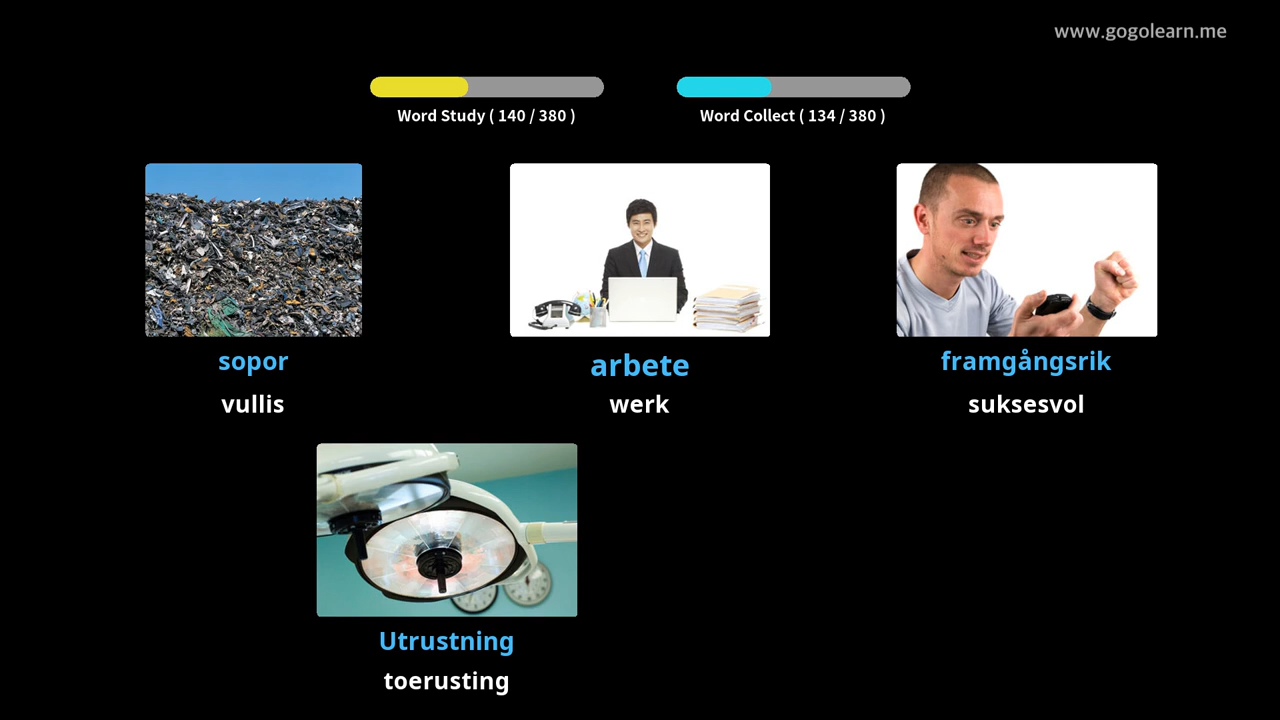 www.gogolearn.me
Word Study ( 140 / 380 )
Word Collect ( 134 / 380 )
sopor
vullis
arbete
werk
framgångsrik
suksesvol
Utrustning
toerusting